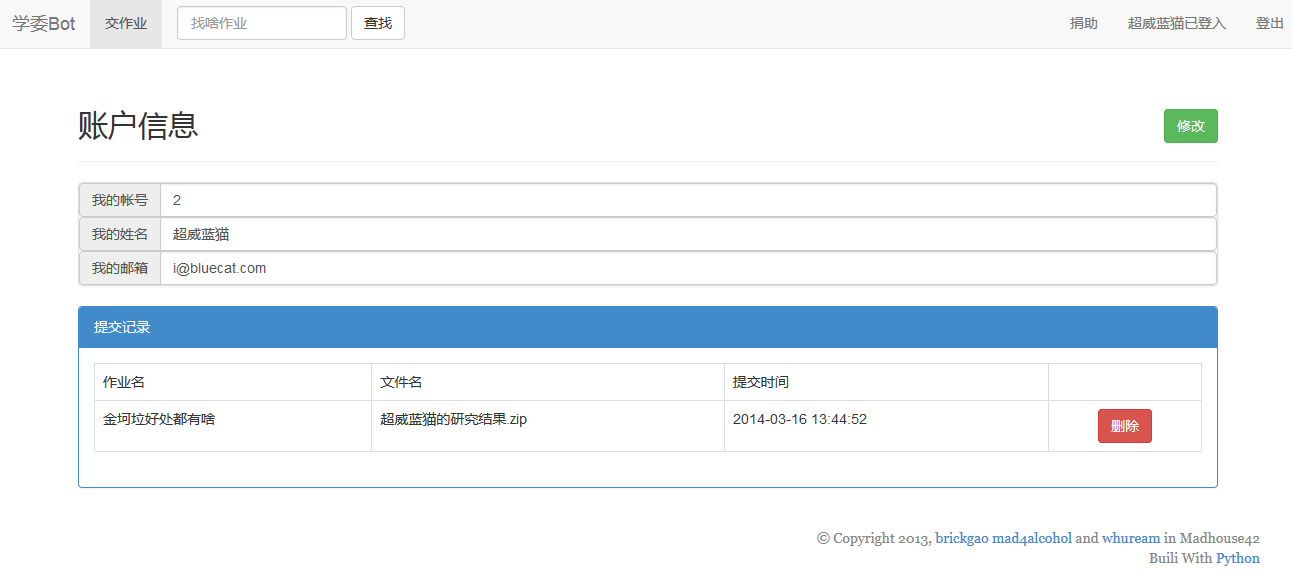 学委Bot 交作业 找啥作业 查找 捐助 超威蓝猫已登入 登出
账户信息 修改
我的帐号 2
我的姓名 超威蓝猫
我的邮箱 i@bluecat.com
提交记录
作业名 文件名 提交时间
金坷垃好处都有啥 超威蓝猫的研究结果.zip 2014-03-16 13:44:52 删除
© Copyright 2013, brickgao mad4alcohol and whuream in Madhouse42
Buili With Python